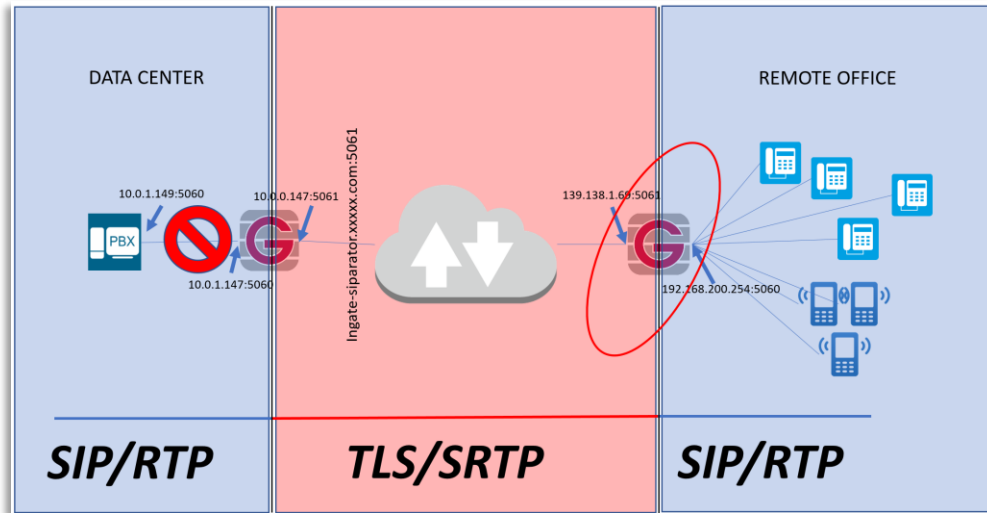 DATA CENTER
REMOTE OFFICE
Ingate-siparator.xxxxx.com:5061
10.0.1.149:5060
10.0.0.147:5061
139.138.1.69:5061
PBX
G
G
10.0.1.147:5060
192.168.200.254:5060
SIP/RTP
TLS/SRTP
SIP/RTP